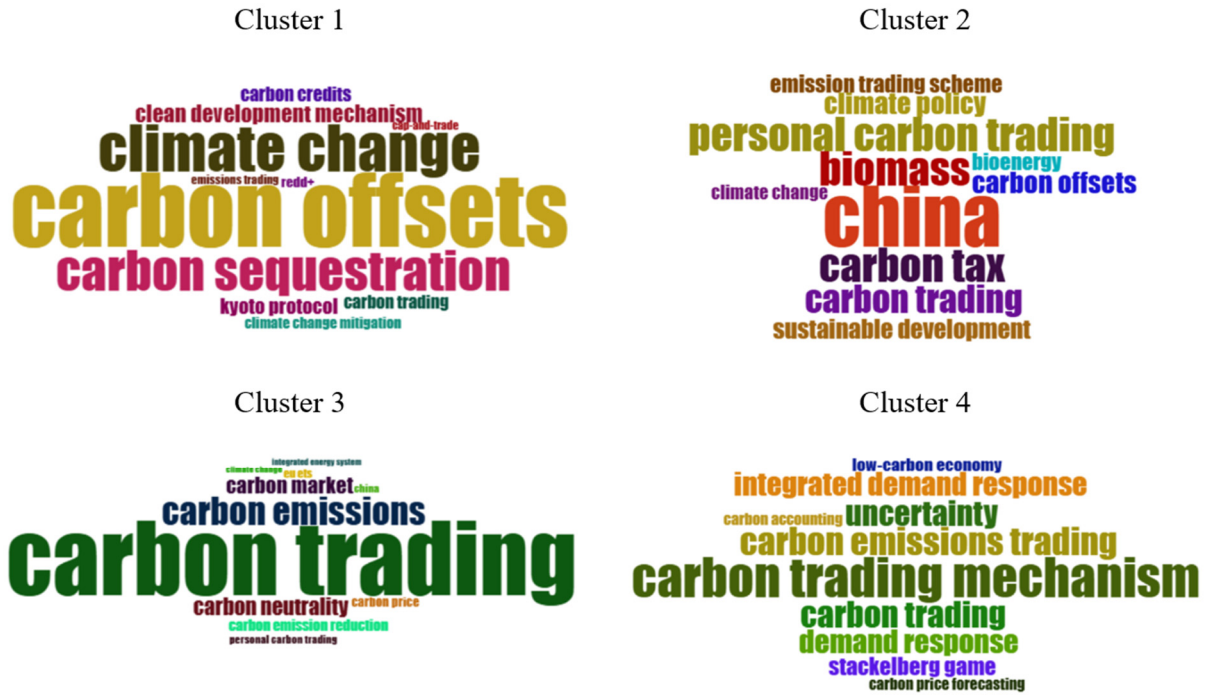 Cluster 1
carbon credits
clean development mechanism
cap-and-trade
climate change
emissions trading redd+
carbon offsets
carbon sequestration
kyoto protocol carbon trading
climate change mitigation
Cluster 2
emission trading scheme
climate policy
personal carbon trading
biomass bioenergy
climate change carbon offsets
china
carbon tax
carbon trading
sustainable development
Cluster 3
integrated energy system
climate change eu ets
carbon market china
carbon emissions
carbon trading
carbon neutrality carbon price
carbon emission reduction
personal carbon trading
Cluster 4
low-carbon economy
integrated demand response
carbon accounting uncertainty
carbon emissions trading
carbon trading mechanism
carbon trading
demand response
stackelberg game
carbon price forecasting